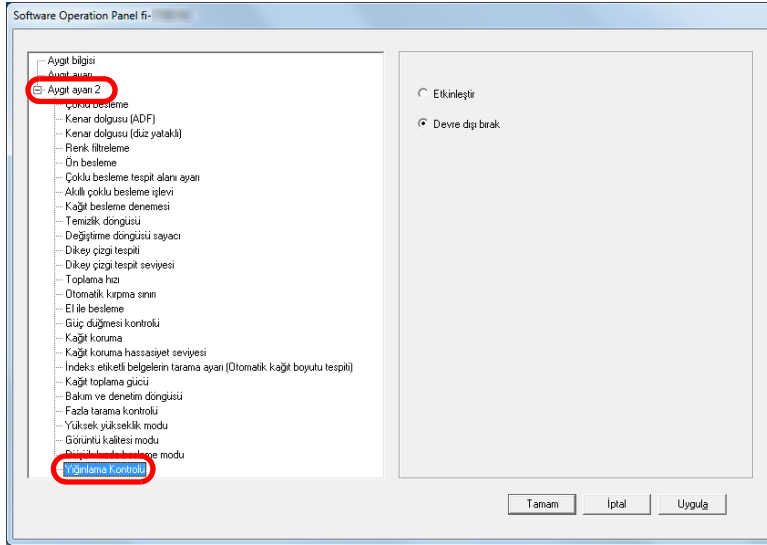 Software Operation Panel fi-
Aygıt bilgisi
Aygıt ayarı
Aygıt ayarı 2
Çoklu besleme
Kenar dolgusu (ADF)
Kenar dolgusu (düz yataklı)
Renk filtreleme
Ön besleme
Çoklu besleme tespit alanı ayarı
Akıllı çoklu besleme işlevi
Kağıt besleme denemesi
Temizlik döngüsü
Değiştirme döngüsü sayacı
Dikey çizgi tespiti
Dikey çizgi tespit seviyesi
Toplama hızı
Otomatik kırpma sınırı
El ile besleme
Güç düğmesi kontrolü
Kağıt koruma
Kağıt koruma hassasiyet seviyesi
İndeks etiketli belgelerin tarama ayarı (Otomatik kağıt boyutu tespiti)
Kağıt toplama gücü
Bakım ve denetim döngüsü
Fazla tarama kontrolü
Yüksek yükseklik modu
Görüntü kalitesi modu
Düşük hızda besleme modu
Yığınlama Kontrolü
Etkinleştir
Devre dışı bırak
Tamam
İptal
Uygula